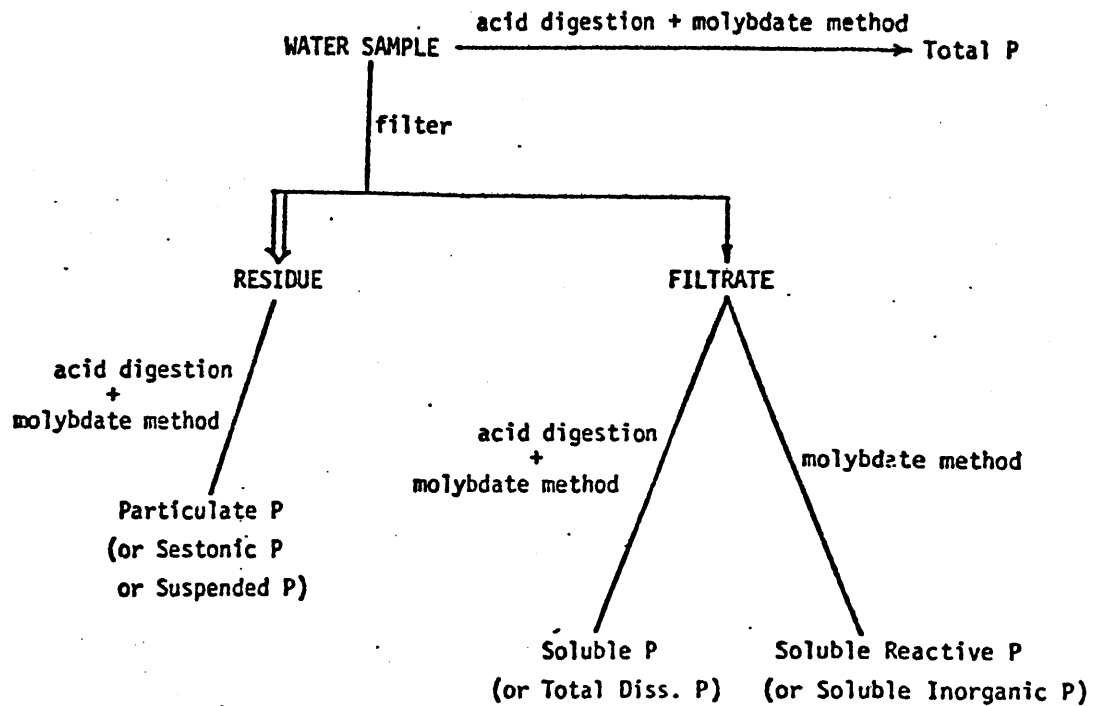 acid digestion + molybdate method
WATER SAMPLE
Total P
filter
RESIDUE
FILTRATE
acid digestion
+
molybdate method
Particulate P
(or Sestonic P
or Suspended P)
acid digestion
+
molybdate method
molybdate method
Soluble P
(or Total Diss. P)
Soluble Reactive P
(or Soluble Inorganic P)